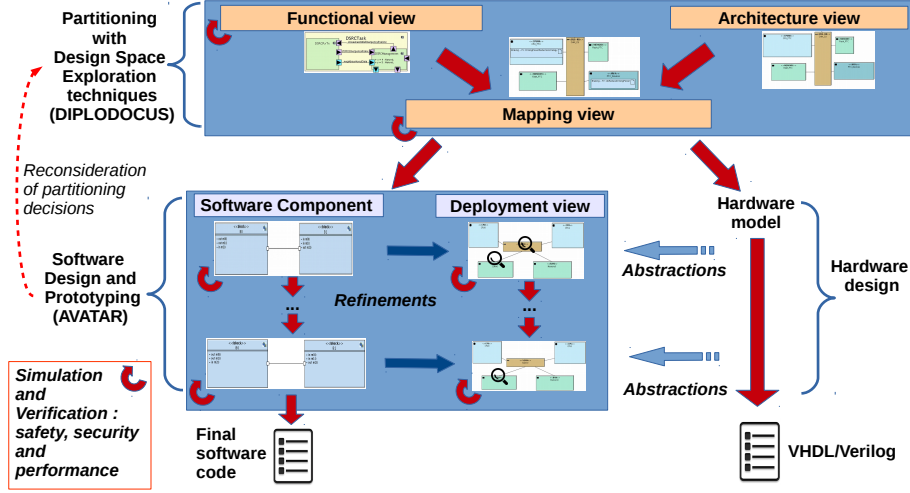 Partitioning
with
Design Space
Exploration
techniques
(DIPLODOCUS)
Functional view
Architecture view
DSRCTask
Mapping view
Reconsideration
of partitioning
decisions
Software Component
Deployment view
Hardware
model
Software
Design and
Prototyping
(AVATAR)
Refinements
...
...
Abstractions
Abstractions
Hardware
design
Simulation
and
Verification :
safety, security
and
performance
Final
software
code
VHDL/Verilog